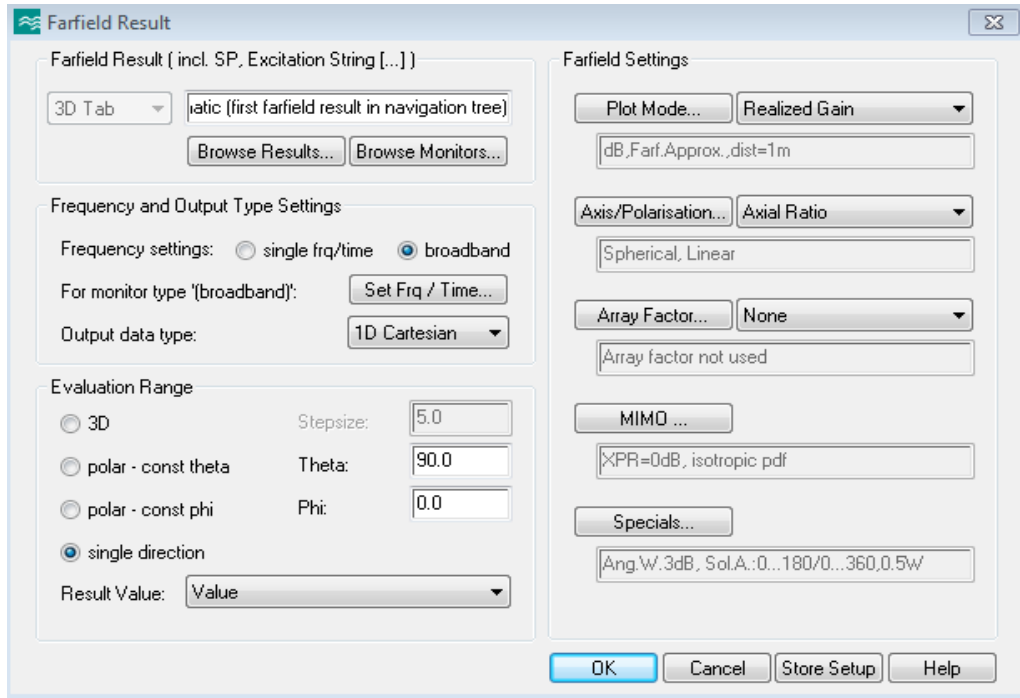 Farfield Result
Farfield Result ( incl. SP, Excitation String [...] )
3D Tab
ıatic (first farfield result in navigation tree)
Browse Results...
Browse Monitors...
Frequency and Output Type Settings
Frequency settings: single frq/time broadband
For monitor type '(broadband)': Set Frq / Time...
Output data type: 1D Cartesian
Evaluation Range
3D Stepsize: 5.0
polar - const theta Theta: 90.0
polar - const phi Phi: 0.0
single direction
Result Value: Value
Farfield Settings
Plot Mode... Realized Gain
dB,Farf.Approx.,dist=1m
Axis/Polarisation... Axial Ratio
Spherical, Linear
Array Factor... None
Array factor not used
MIMO ...
XPR=0dB, isotropic pdf
Specials...
Ang.W.3dB, Sol.A.:0...180/0...360,0.5W
OK Cancel Store Setup Help